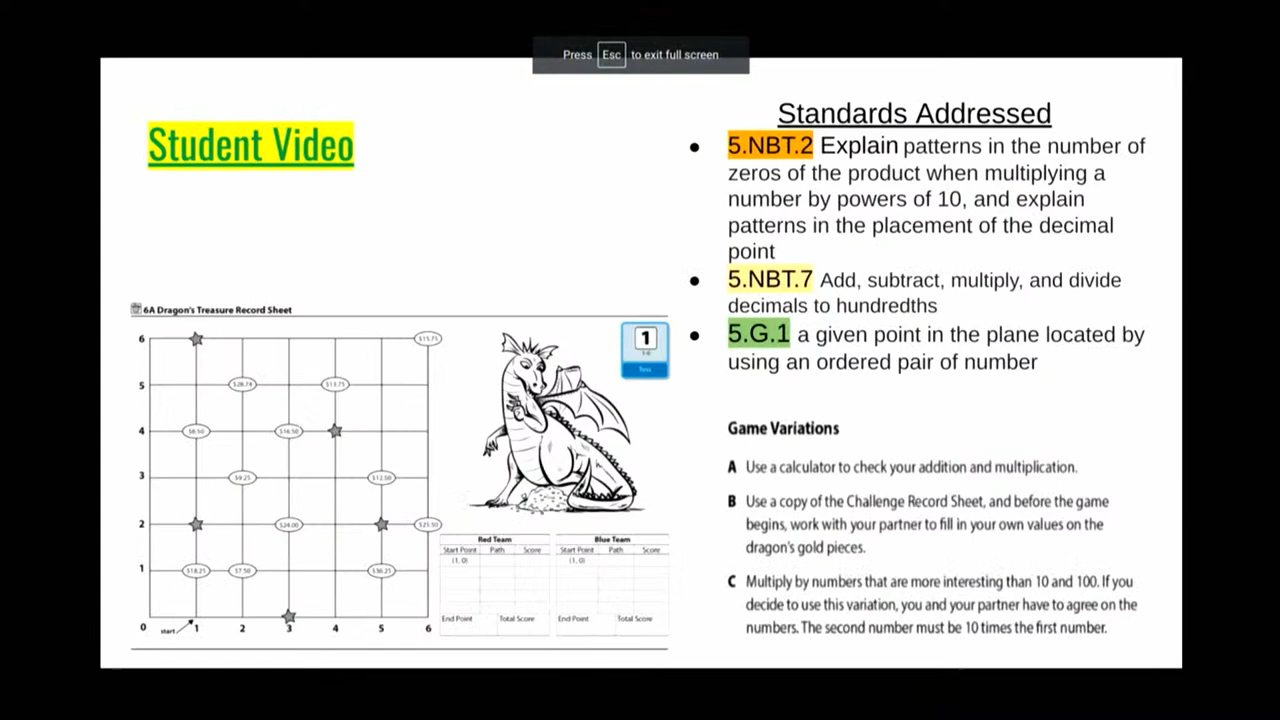 Press Esc to exit full screen
Student Video
Standards Addressed
5.NBT.2 Explain patterns in the number of
zeros of the product when multiplying a
number by powers of 10, and explain
patterns in the placement of the decimal
point
5.NBT.7 Add, subtract, multiply, and divide
decimals to hundredths
5.G.1 a given point in the plane located by
using an ordered pair of number
Game Variations
A Use a calculator to check your addition and multiplication.
B Use a copy of the Challenge Record Sheet, and before the game
begins, work with your partner to fill in your own values on the
dragon's gold pieces.
C Multiply by numbers that are more interesting than 10 and 100. If you
decide to use this variation, you and your partner have to agree on the
numbers. The second number must be 10 times the first number.
6A Dragon's Treasure Record Sheet
6 $15.75
5 $28.74 $13.75
4 $8.50 $16.50
3 $9.25 $12.50
2 $24.00 $25.50
1 $18.25 $7.50 $36.25
0 start 1 2 3 4 5 6
1
1-6
Toss
Red Team
Start Point Path Score
(1, 0)
End Point Total Score
Blue Team
Start Point Path Score
(1, 0)
End Point Total Score